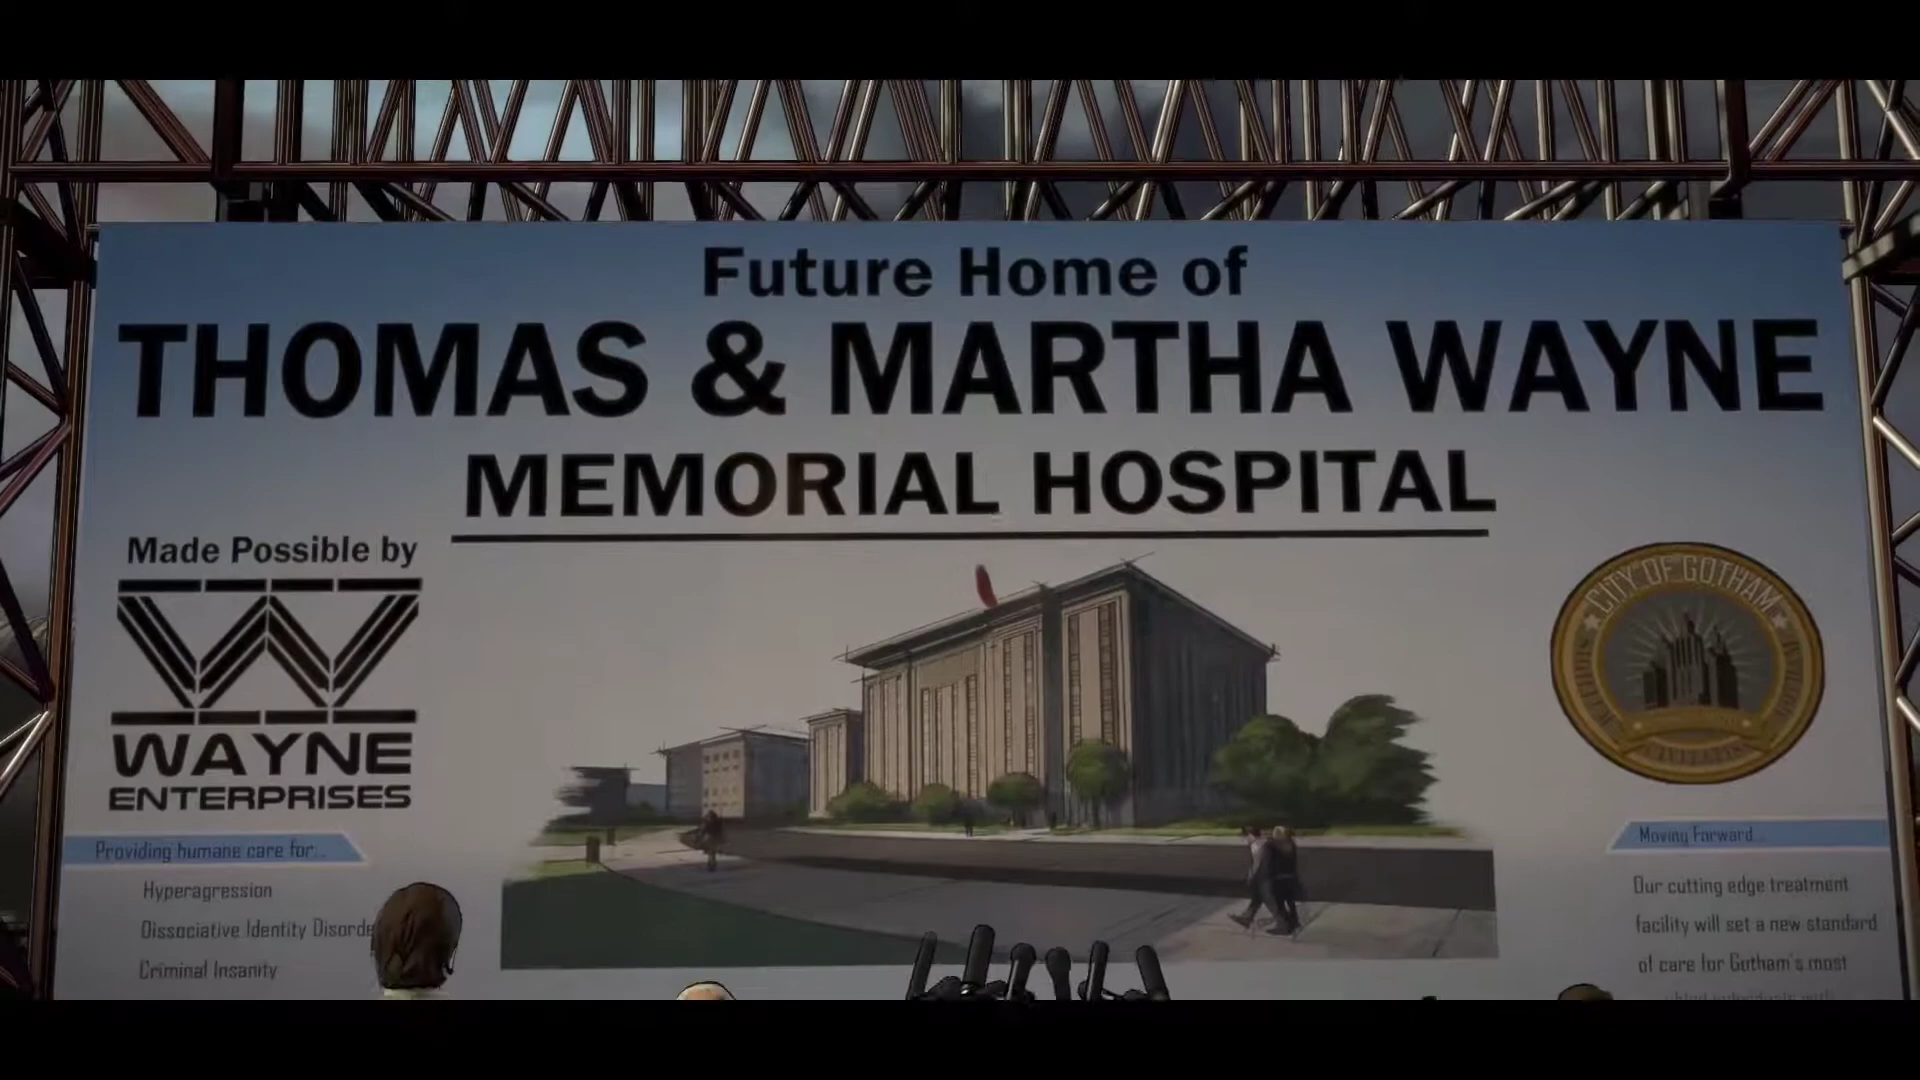 Future Home of
THOMAS & MARTHA WAYNE
MEMORIAL HOSPITAL
Made Possible by
WAYNE
ENTERPRISES
CITY OF GOTHAM
Providing humane care for:..
Hyperagression
Dissociative Identity Disorde
Criminal Insanity
Moving Forward...
Our cutting edge treatment
facility will set a new standard
of care for Gotham's most